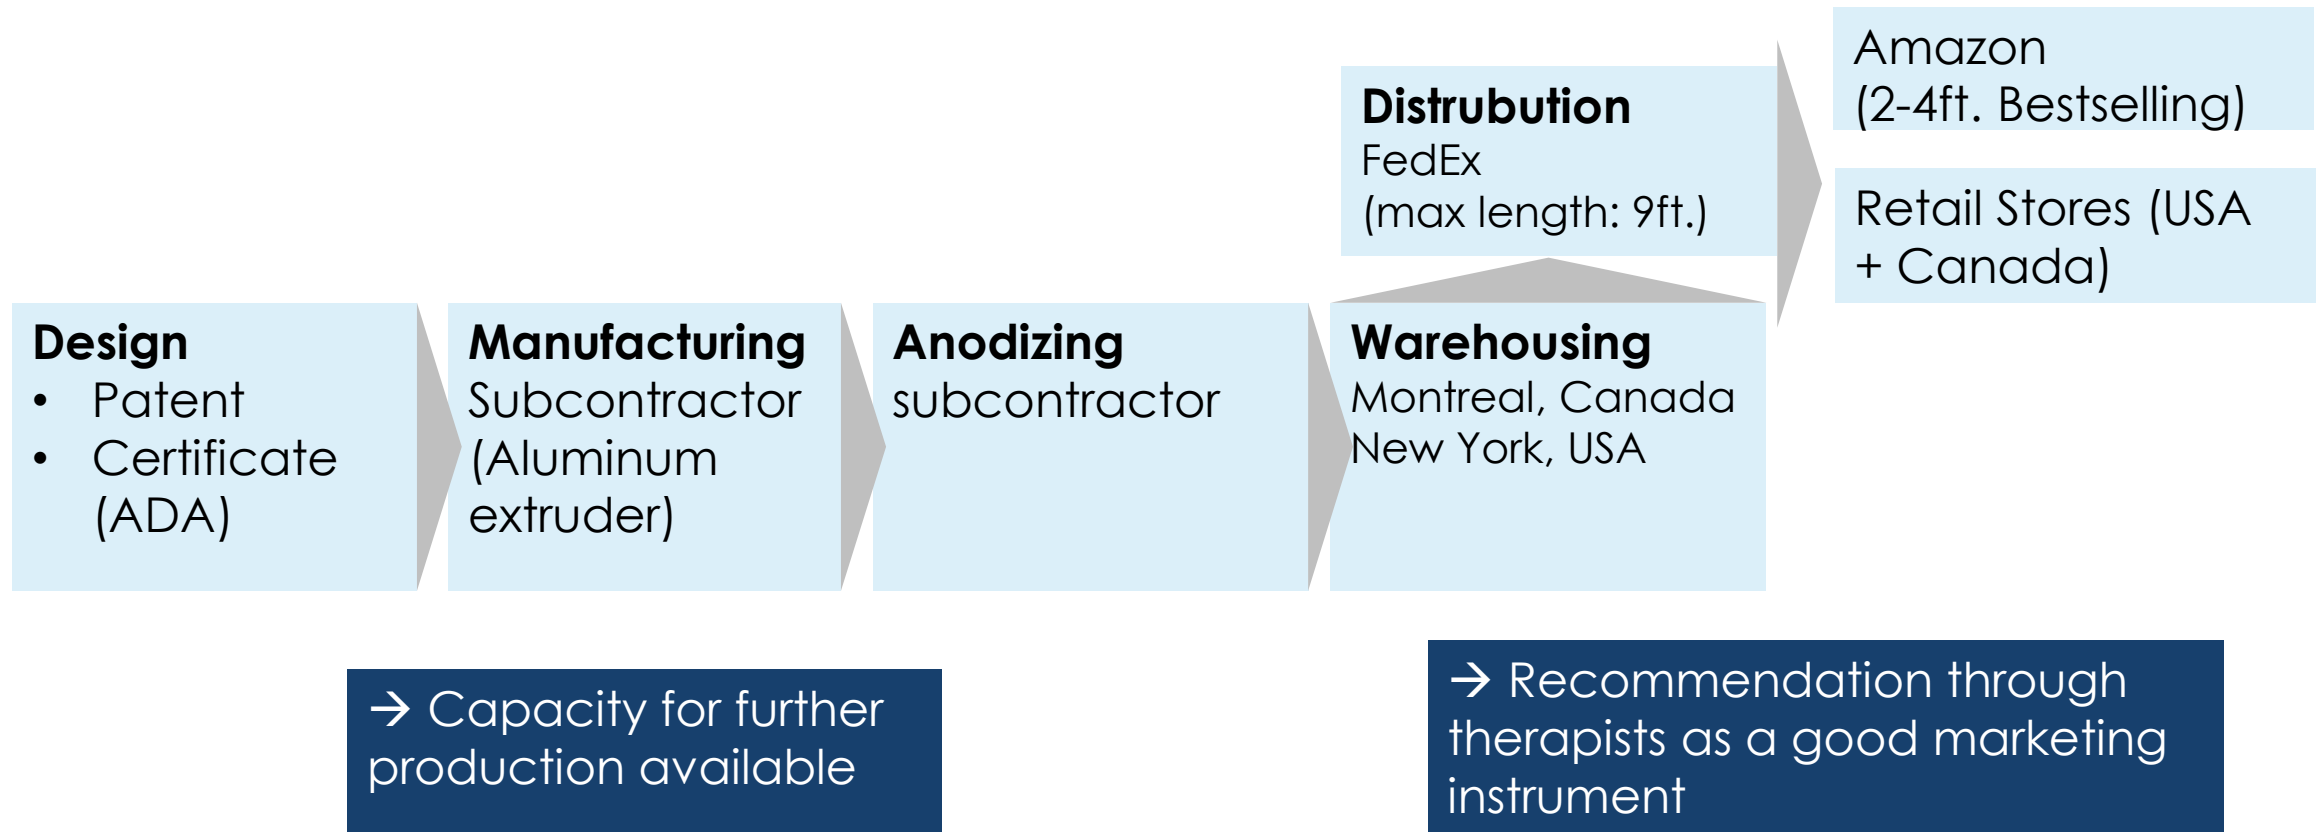 Design
• Patent
• Certificate
(ADA)
Manufacturing
Subcontractor
(Aluminum
extruder)
Anodizing
subcontractor
Warehousing
Montreal, Canada
New York, USA
Distrubution
FedEx
(max length: 9ft.)
Amazon
(2-4ft. Bestselling)
Retail Stores (USA
+ Canada)
→ Capacity for further
production available
→ Recommendation through
therapists as a good marketing
instrument